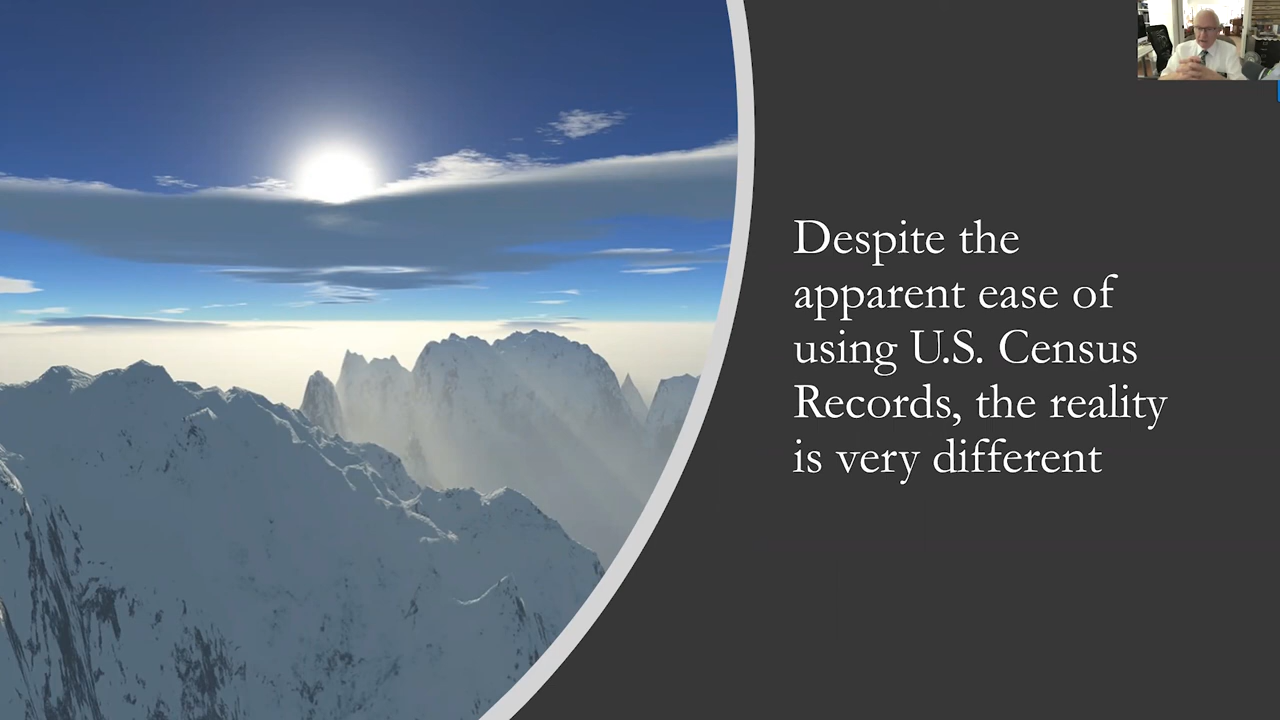 Despite the
apparent ease of
using U.S. Census
Records, the reality
is very different